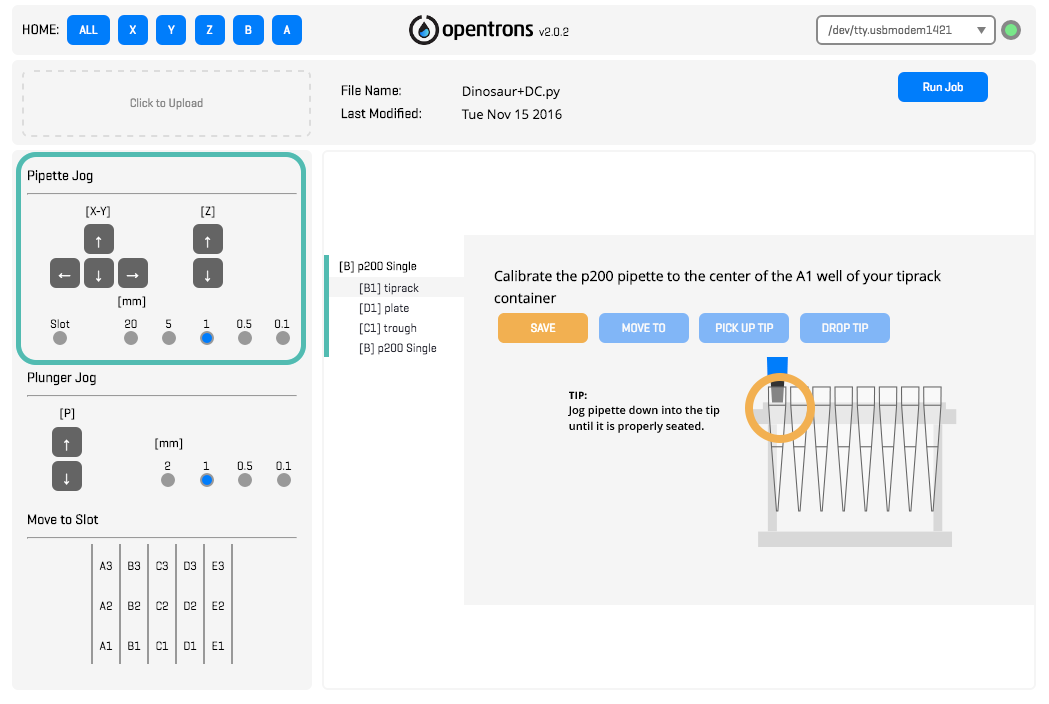 HOME: ALL X Y Z B A
opentrons v2.0.2
/dev/tty.usbmodem1421 ▼
Click to Upload
File Name: Dinosaur+DC.py
Last Modified: Tue Nov 15 2016
Run Job
Pipette Jog
[X-Y] [Z]
↑ ↑
← ↓ → ↓
[mm]
Slot 20 5 1 0.5 0.1
Plunger Jog
[P]
↑
[mm]
2 1 0.5 0.1
↓
Move to Slot
A3 B3 C3 D3 E3
A2 B2 C2 D2 E2
A1 B1 C1 D1 E1
[B] p200 Single
[B1] tiprack
[D1] plate
[C1] trough
[B] p200 Single
Calibrate the p200 pipette to the center of the A1 well of your tiprack
container
SAVE MOVE TO PICK UP TIP DROP TIP
TIP:
Jog pipette down into the tip
until it is properly seated.